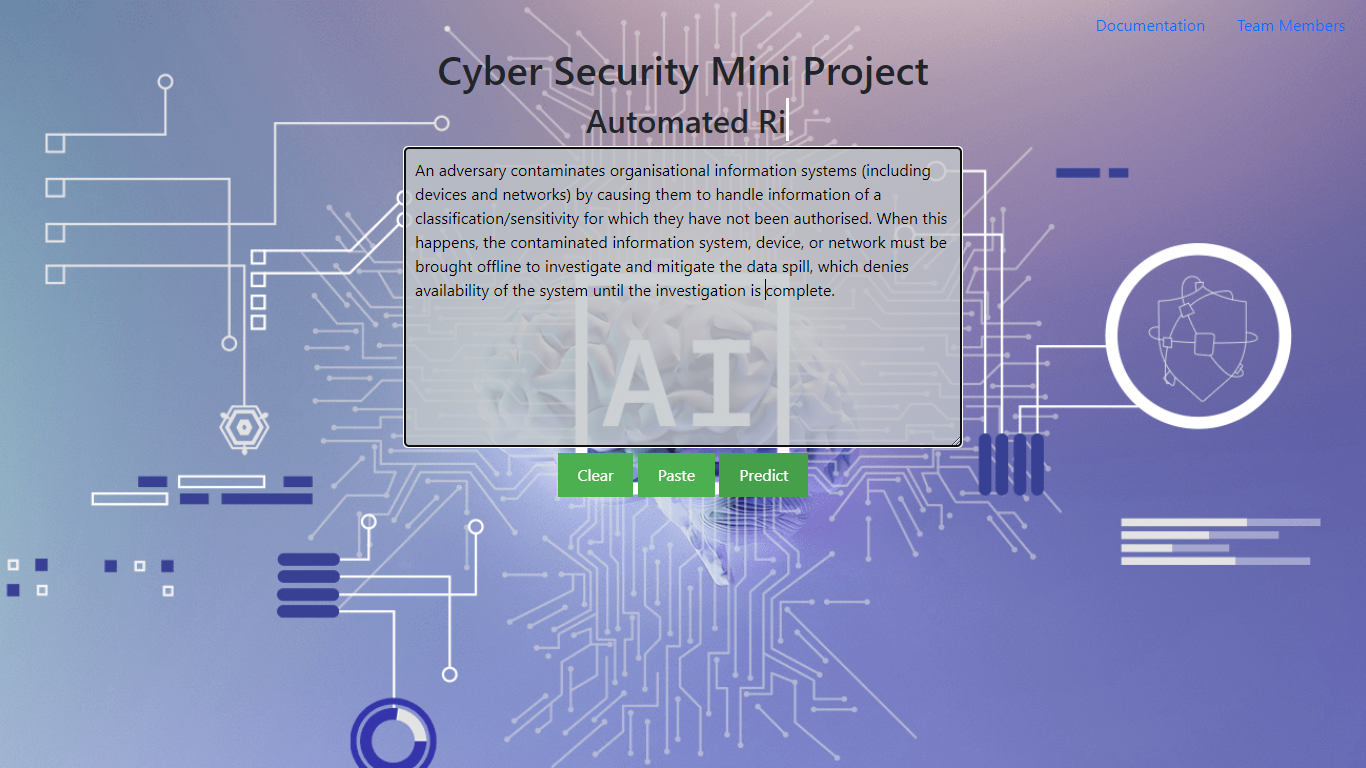 Documentation Team Members
Cyber Security Mini Project
Automated Ri
An adversary contaminates organisational information systems (including
devices and networks) by causing them to handle information of a
classification/sensitivity for which they have not been authorised. When this
happens, the contaminated information system, device, or network must be
brought offline to investigate and mitigate the data spill, which denies
availability of the system until the investigation is complete.
AI
Clear Paste Predict